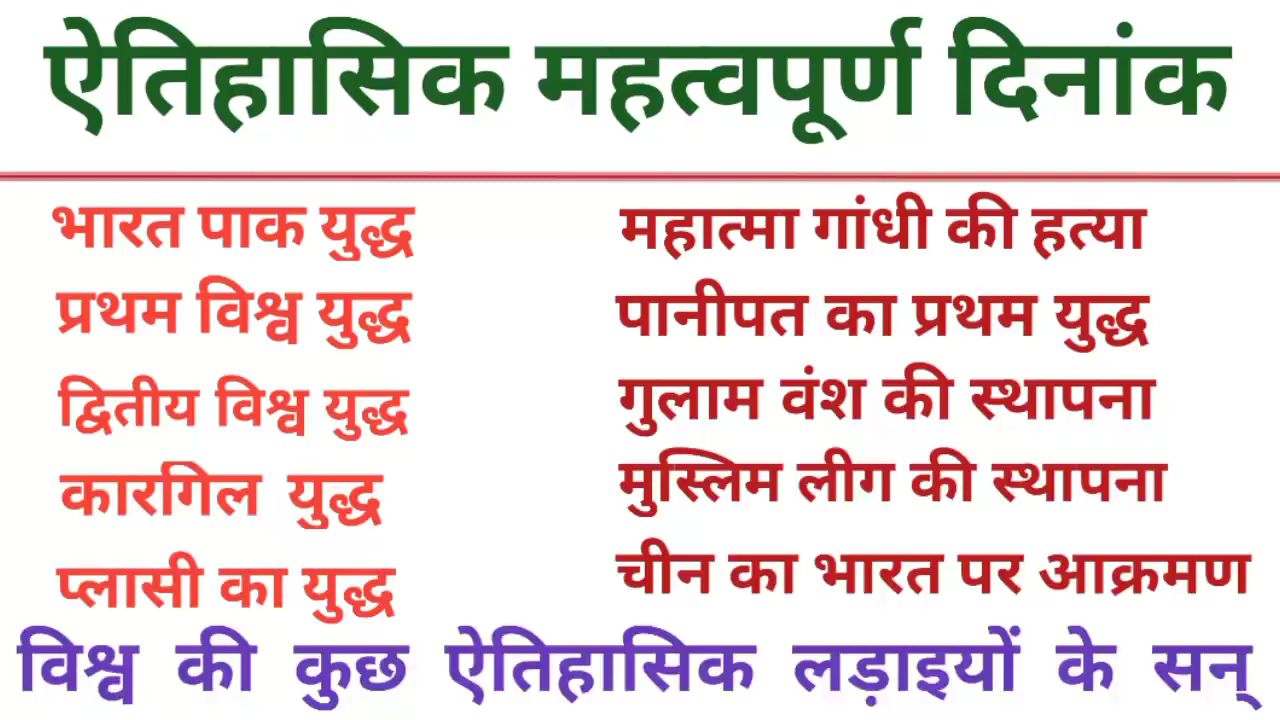 ऐतिहासिक महत्वपूर्ण दिनांक
भारत पाक युद्ध
प्रथम विश्व युद्ध
द्वितीय विश्व युद्ध
कारगिल युद्ध
प्लासी का युद्ध
महात्मा गांधी की हत्या
पानीपत का प्रथम युद्ध
गुलाम वंश की स्थापना
मुस्लिम लीग की स्थापना
चीन का भारत पर आक्रमण
विश्व की कुछ ऐतिहासिक लड़ाइयों के सन्